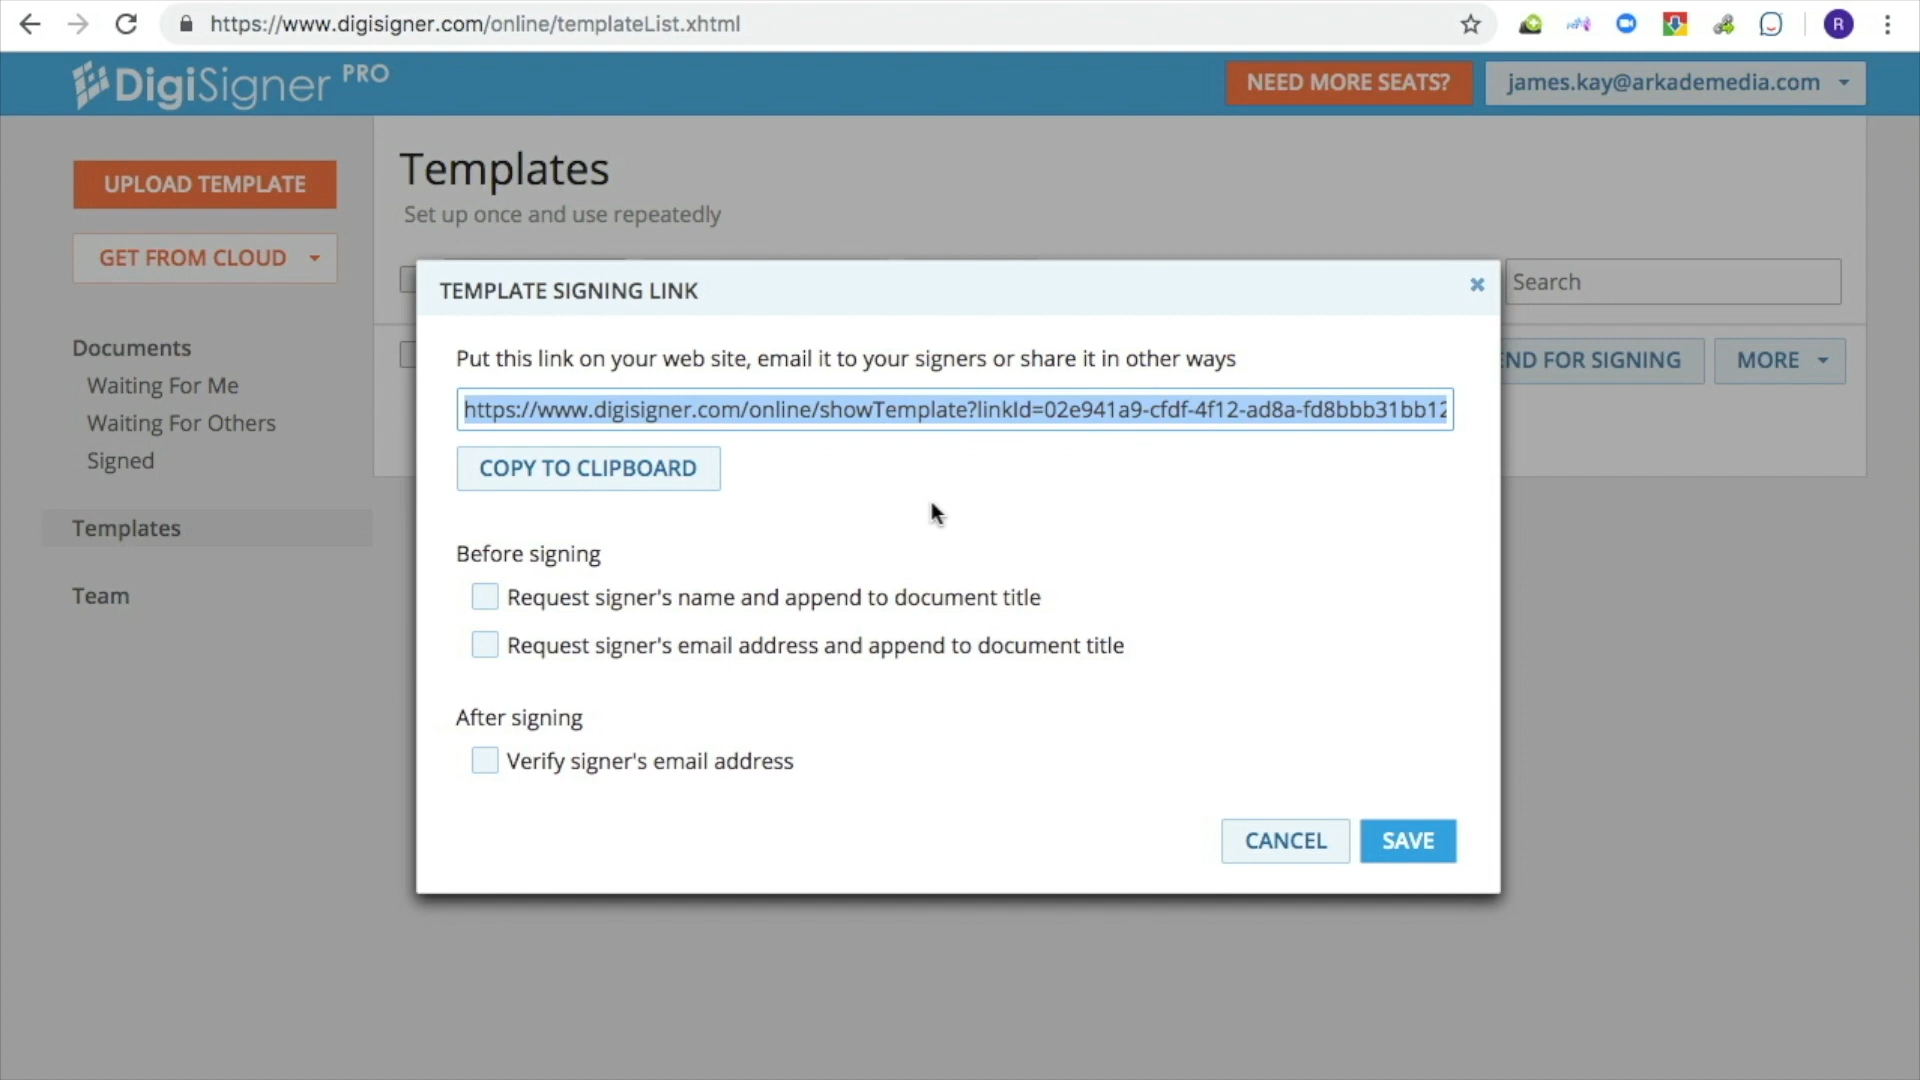 https://www.digisigner.com/online/templateList.xhtml
R
DigiSigner PRO
NEED MORE SEATS?
james.kay@arkademedia.com
UPLOAD TEMPLATE
GET FROM CLOUD
Documents
Waiting For Me
Waiting For Others
Signed
Templates
Team
Templates
Set up once and use repeatedly
Search
ND FOR SIGNING
MORE
TEMPLATE SIGNING LINK
Put this link on your web site, email it to your signers or share it in other ways
https://www.digisigner.com/online/showTemplate?linkId=02e941a9-cfdf-4f12-ad8a-fd8bbb31bb12
COPY TO CLIPBOARD
Before signing
Request signer's name and append to document title
Request signer's email address and append to document title
After signing
Verify signer's email address
CANCEL
SAVE